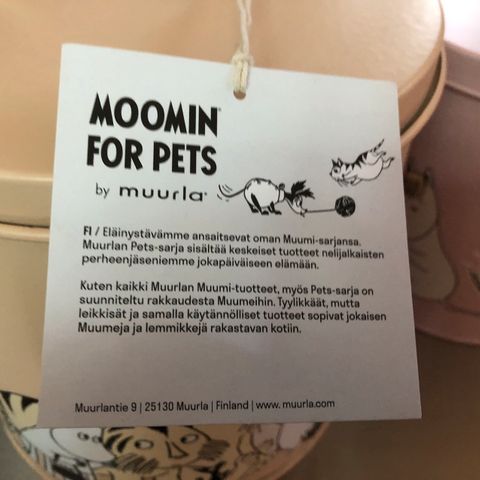 MOOMIN
FOR PETS
by muurla
FI / Eläinystävämme ansaitsevat oman Muumi-sarjansa.
Muurlan Pets-sarja sisältää keskeiset tuotteet nelijalkaisten
perheenjäseniemme jokapäiväiseen elämään.
Kuten kaikki Muurlan Muumi-tuotteet, myös Pets-sarja on
suunniteltu rakkaudesta Muumeihin. Tyylikkäät, mutta
leikkisät ja samalla käytännölliset tuotteet sopivat jokaisen
Muumeja ja lemmikkejä rakastavan kotiin.
Muurlantie 9 | 25130 Muurla | Finland | www.muurla.com